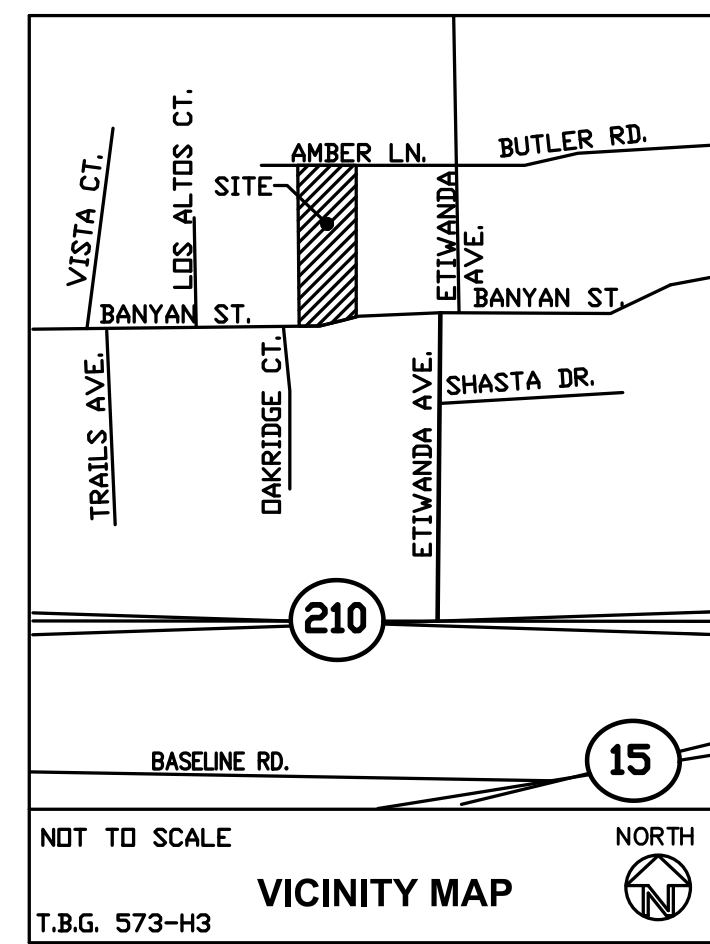 VISTA CT.
LOS ALTOS CT.
AMBER LN.
BUTLER RD.
SITE
ETIWANDA
AVE.
BANYAN ST.
BANYAN ST.
TRAILS AVE.
OAKRIDGE CT.
ETIWANDA AVE.
SHASTA DR.
210
BASELINE RD.
15
NOT TO SCALE
NORTH
VICINITY MAP
N
T.B.G. 573-H3